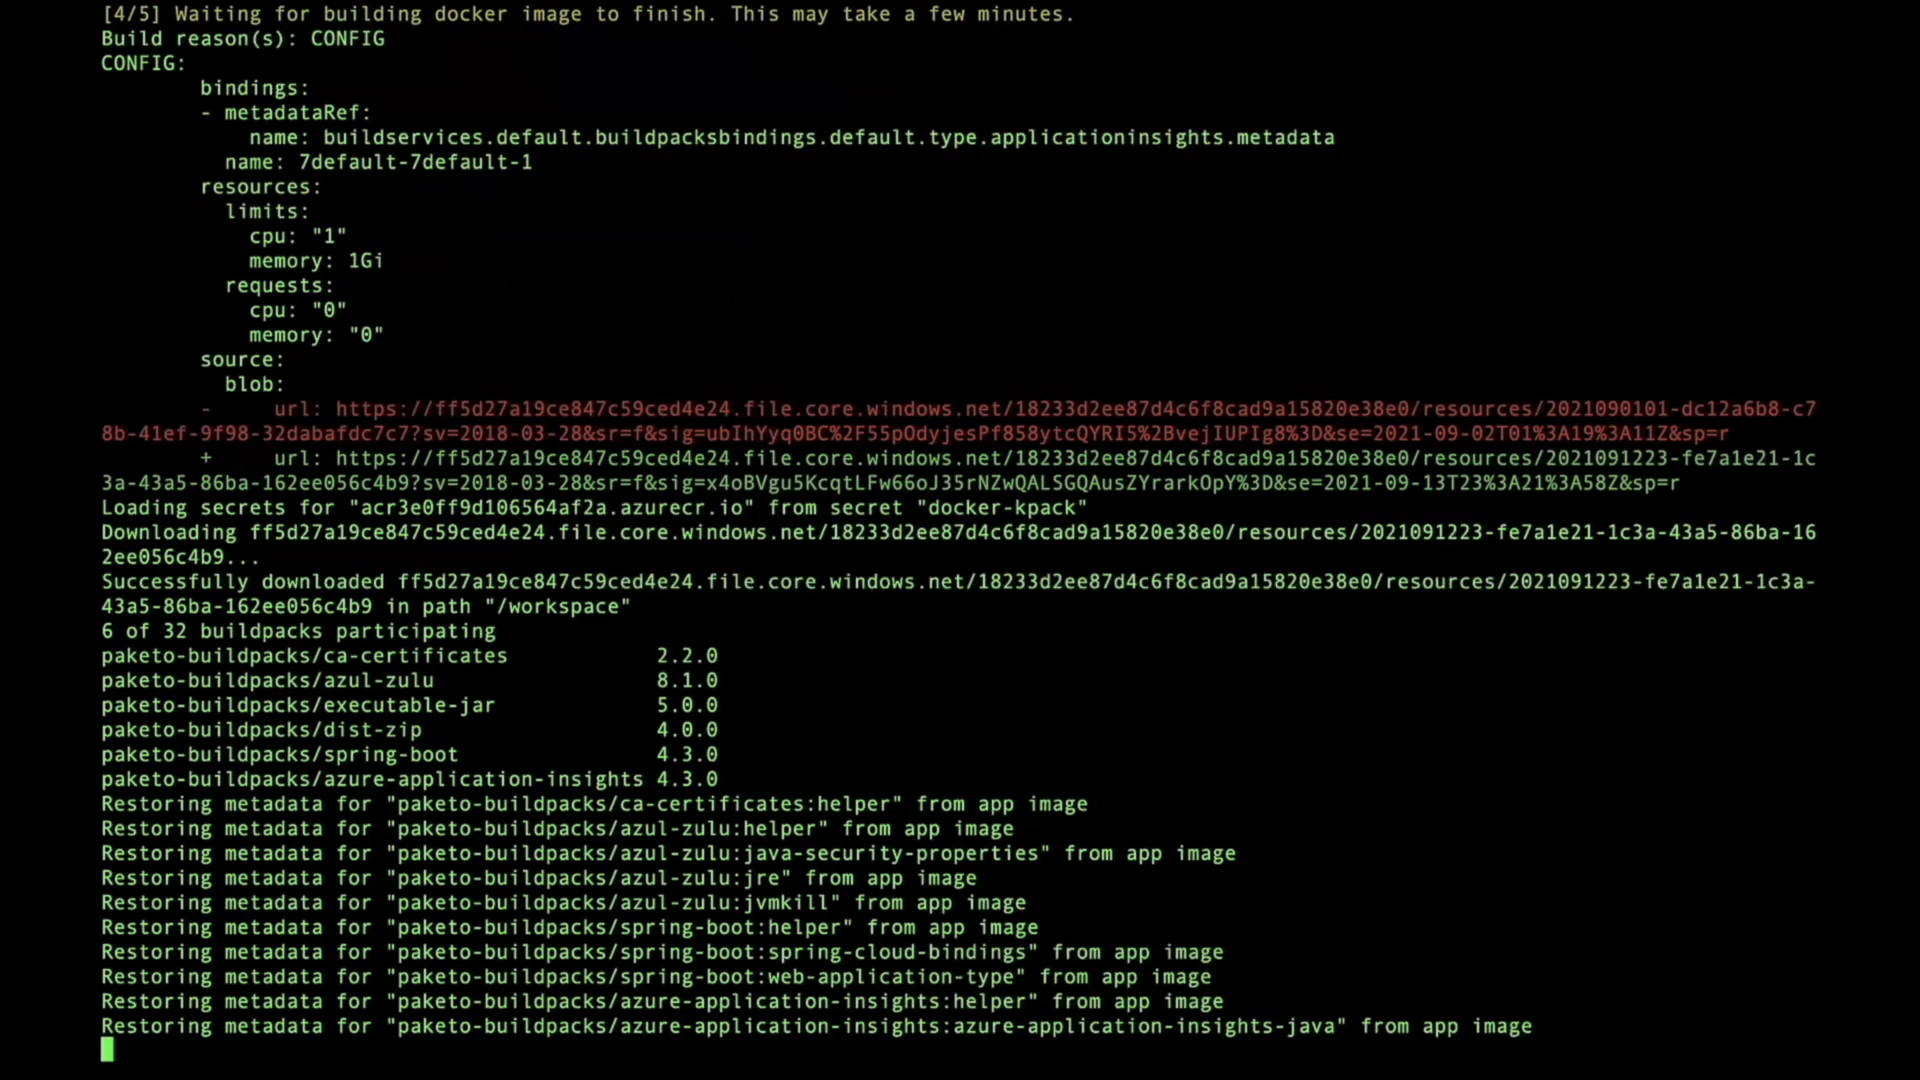 [4/5] Waiting for building docker image to finish. This may take a few minutes.
Build reason(s): CONFIG
CONFIG:
bindings:
- metadataRef:
name: buildservices.default.buildpacksbindings.default.type.applicationinsights.metadata
name: 7default-7default-1
resources:
limits:
cpu: "1"
memory: 1Gi
requests:
cpu: "0"
memory: "0"
source:
blob:
- url: https://ff5d27a19ce847c59ced4e24.file.core.windows.net/18233d2ee87d4c6f8cad9a15820e38e0/resources/2021090101-dc12a6b8-c7
8b-41ef-9f98-32dabafdc7c7?sv=2018-03-28&sr=f&sig=ubIhYyq0BC%2F55pOdyjesPf858ytcQYRI5%2BvejIUPIg8%3D&se=2021-09-02T01%3A19%3A11Z&sp=r
+ url: https://ff5d27a19ce847c59ced4e24.file.core.windows.net/18233d2ee87d4c6f8cad9a15820e38e0/resources/2021091223-fe7a1e21-1c
3a-43a5-86ba-162ee056c4b9?sv=2018-03-28&sr=f&sig=x4oBVgu5KcqtLFw66oJ35rNZwQALSGQAusZYrarkOpY%3D&se=2021-09-13T23%3A21%3A58Z&sp=r
Loading secrets for "acr3e0ff9d106564af2a.azurecr.io" from secret "docker-kpack"
Downloading ff5d27a19ce847c59ced4e24.file.core.windows.net/18233d2ee87d4c6f8cad9a15820e38e0/resources/2021091223-fe7a1e21-1c3a-43a5-86ba-16
2ee056c4b9...
Successfully downloaded ff5d27a19ce847c59ced4e24.file.core.windows.net/18233d2ee87d4c6f8cad9a15820e38e0/resources/2021091223-fe7a1e21-1c3a-
43a5-86ba-162ee056c4b9 in path "/workspace"
6 of 32 buildpacks participating
paketo-buildpacks/ca-certificates 2.2.0
paketo-buildpacks/azul-zulu 8.1.0
paketo-buildpacks/executable-jar 5.0.0
paketo-buildpacks/dist-zip 4.0.0
paketo-buildpacks/spring-boot 4.3.0
paketo-buildpacks/azure-application-insights 4.3.0
Restoring metadata for "paketo-buildpacks/ca-certificates:helper" from app image
Restoring metadata for "paketo-buildpacks/azul-zulu:helper" from app image
Restoring metadata for "paketo-buildpacks/azul-zulu:java-security-properties" from app image
Restoring metadata for "paketo-buildpacks/azul-zulu:jre" from app image
Restoring metadata for "paketo-buildpacks/azul-zulu:jvmkill" from app image
Restoring metadata for "paketo-buildpacks/spring-boot:helper" from app image
Restoring metadata for "paketo-buildpacks/spring-boot:spring-cloud-bindings" from app image
Restoring metadata for "paketo-buildpacks/spring-boot:web-application-type" from app image
Restoring metadata for "paketo-buildpacks/azure-application-insights:helper" from app image
Restoring metadata for "paketo-buildpacks/azure-application-insights:azure-application-insights-java" from app image